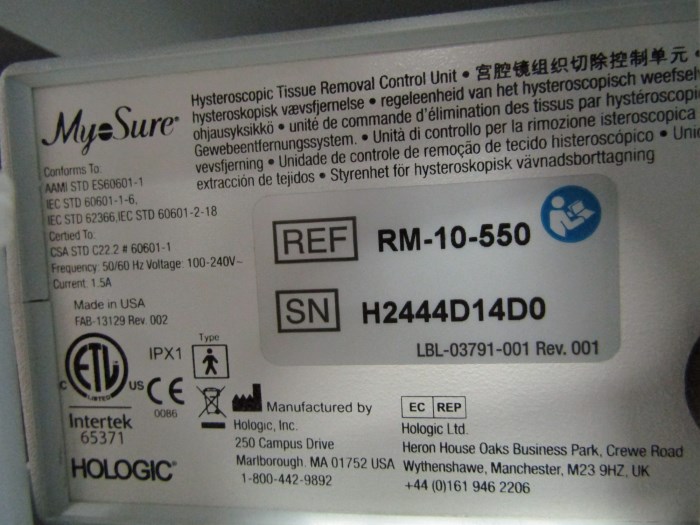 MyoSure®
Hysteroscopic Tissue Removal Control Unit • 宫腔镜组织切除控制单元 •
hysteroskopisk vævsfjernelse • regeleenheid van het hysteroscopisch weefsel
ohjausyksikkö • unité de commande d'élimination des tissus par hystéroscopi
Gewebeentfernungssystem. • Unità di controllo per la rimozione isteroscopica
vevsfjerning • Unidade de controle de remoção de tecido histeroscópico • Uni
extracción de tejidos • Styrenhet för hysteroskopisk vävnadsborttagning
Conforms To:
AAMI STD ES60601-1
IEC STD 60601-1-6,
IEC STD 62366,IEC STD 60601-2-18
Certied To:
CSA STD C22.2 # 60601-1
Frequency: 50/60 Hz Voltage: 100-240V~
Current: 1.5A
Made in USA
FAB-13129 Rev. 002
REF RM-10-550
SN H2444D14D0
LBL-03791-001 Rev. 001
ETL LISTED
C US
Intertek
65371
IPX1
Type
CE
0086
HOLOGIC®
Manufactured by
Hologic, Inc.
250 Campus Drive
Marlborough. MA 01752 USA
1-800-442-9892
EC REP
Hologic Ltd.
Heron House Oaks Business Park, Crewe Road
Wythenshawe, Manchester, M23 9HZ, UK
+44 (0)161 946 2206